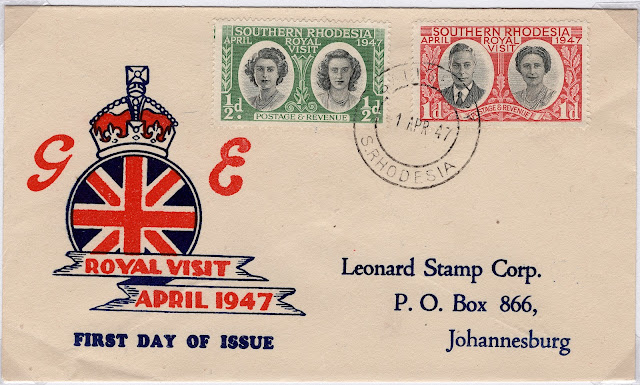 SOUTHERN RHODESIA
APRIL ROYAL 1947
VISIT
½d ½d
POSTAGE & REVENUE
SOUTHERN RHODESIA
APRIL ROYAL 1947
VISIT
1d 1d
POSTAGE & REVENUE
1 APR 47
S. RHODESIA
G E
ROYAL VISIT
APRIL 1947
FIRST DAY OF ISSUE
Leonard Stamp Corp.
P. O. Box 866,
Johannesburg